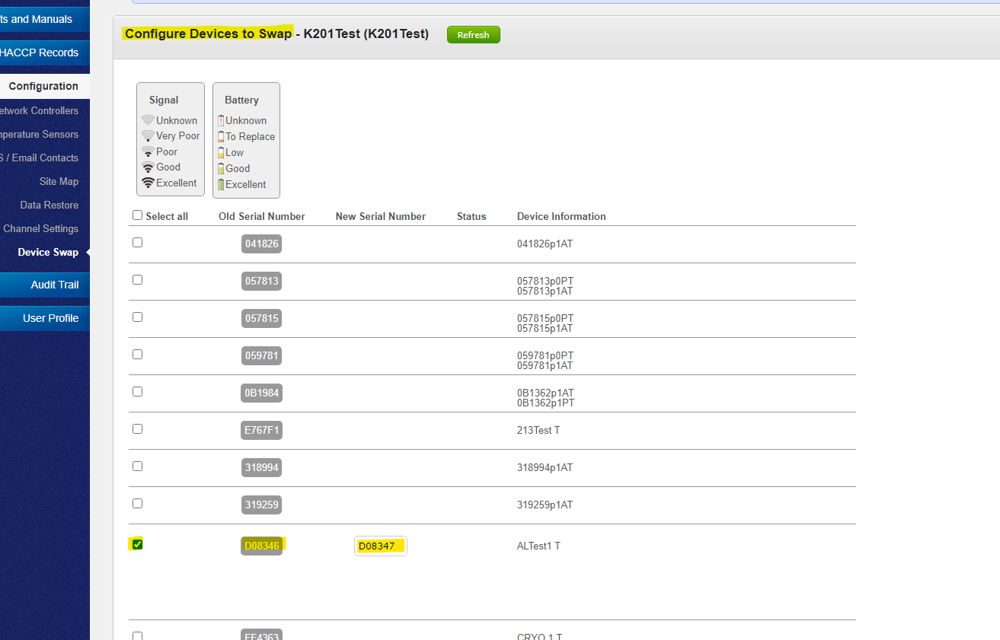 ts and Manuals
HACCP Records
Configuration
etwork Controllers
mperature Sensors
S / Email Contacts
Site Map
Data Restore
Channel Settings
Device Swap
Audit Trail
User Profile
Configure Devices to Swap - K201Test (K201Test) Refresh
Signal
Unknown
Very Poor
Poor
Good
Excellent
Battery
Unknown
To Replace
Low
Good
Excellent
Select all Old Serial Number New Serial Number Status Device Information
041826 041826p1AT
057813 057813p0PT
057813p1AT
057815 057815p0PT
057815p1AT
059781 059781p0PT
059781p1AT
0B1984 0B1362p1AT
0B1362p1PT
E767F1 213Test T
318994 318994p1AT
319259 319259p1AT
D08346 D08347 ALTest1 T
EE4363 CRYO 1 T